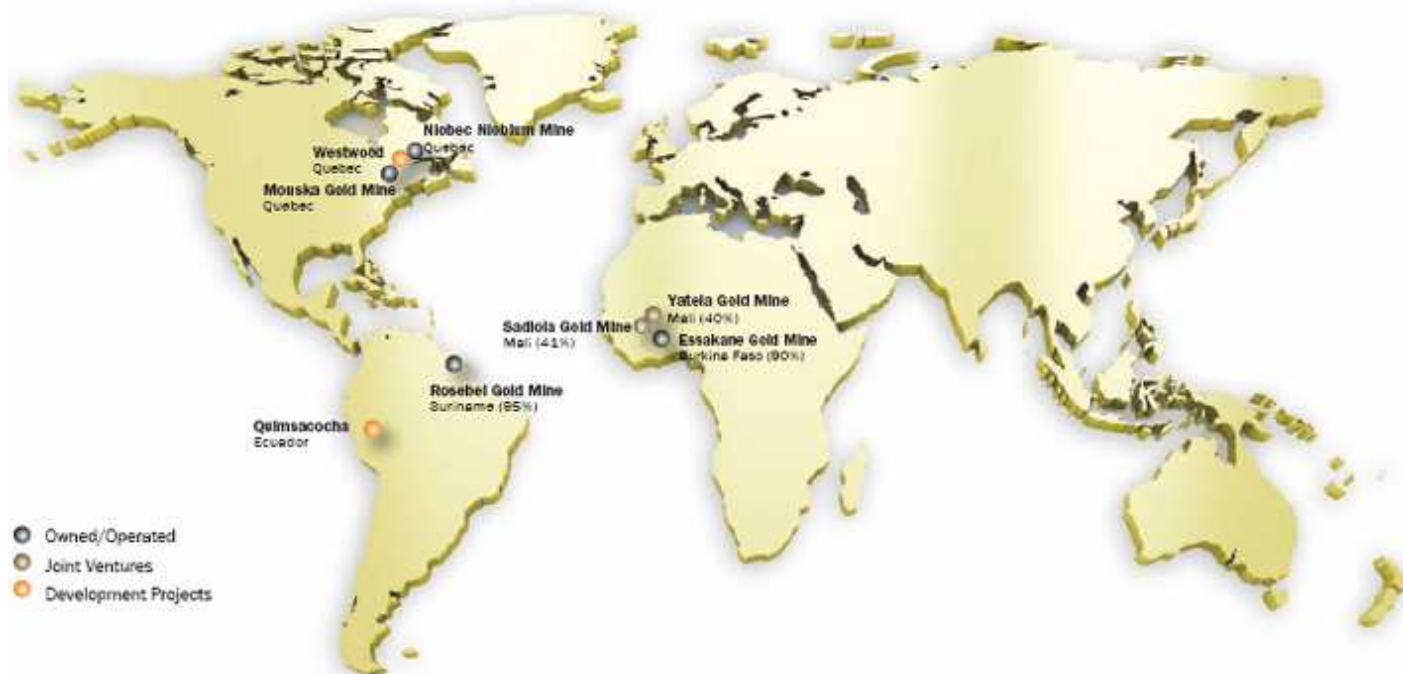 Niobec Niobium Mine
Quebec
Westwood
Quebec
Mouska Gold Mine
Quebec
Yatela Gold Mine
Mali (40%)
Sadiola Gold Mine
Mali (41%)
Essakane Gold Mine
Burkina Faso (90%)
Rosebel Gold Mine
Suriname (95%)
Quimsacocha
Ecuador
Owned/Operated
Joint Ventures
Development Projects